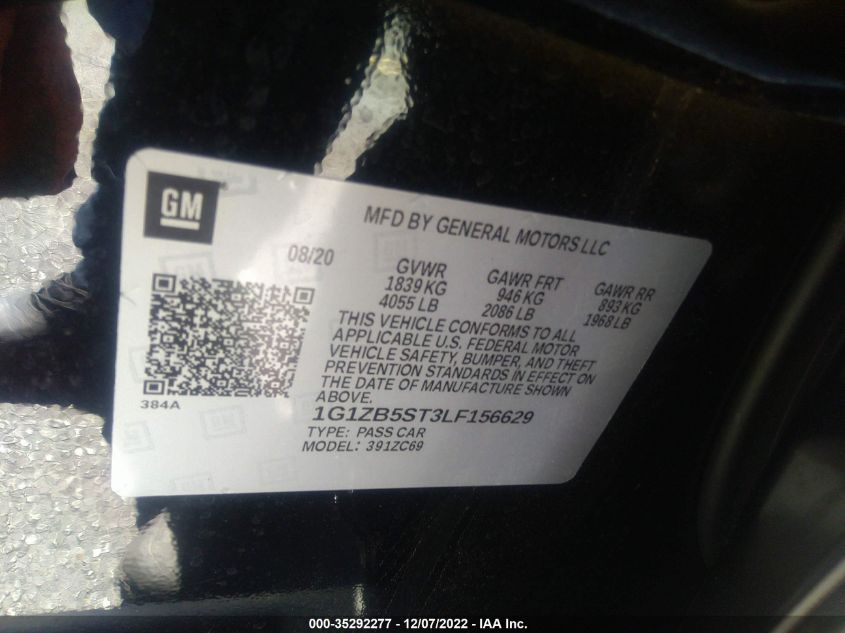 GM
MFD BY GENERAL MOTORS LLC
08/20
GVWR GAWR FRT GAWR RR
1839 KG 946 KG 893 KG
4055 LB 2086 LB 1968 LB
THIS VEHICLE CONFORMS TO ALL
APPLICABLE U.S. FEDERAL MOTOR
VEHICLE SAFETY, BUMPER, AND THEFT
PREVENTION STANDARDS IN EFFECT ON
THE DATE OF MANUFACTURE SHOWN
ABOVE.
384A
1G1ZB5ST3LF156629
TYPE: PASS CAR
MODEL: 391ZC69
000-35292277 - 12/07/2022 - IAA Inc.